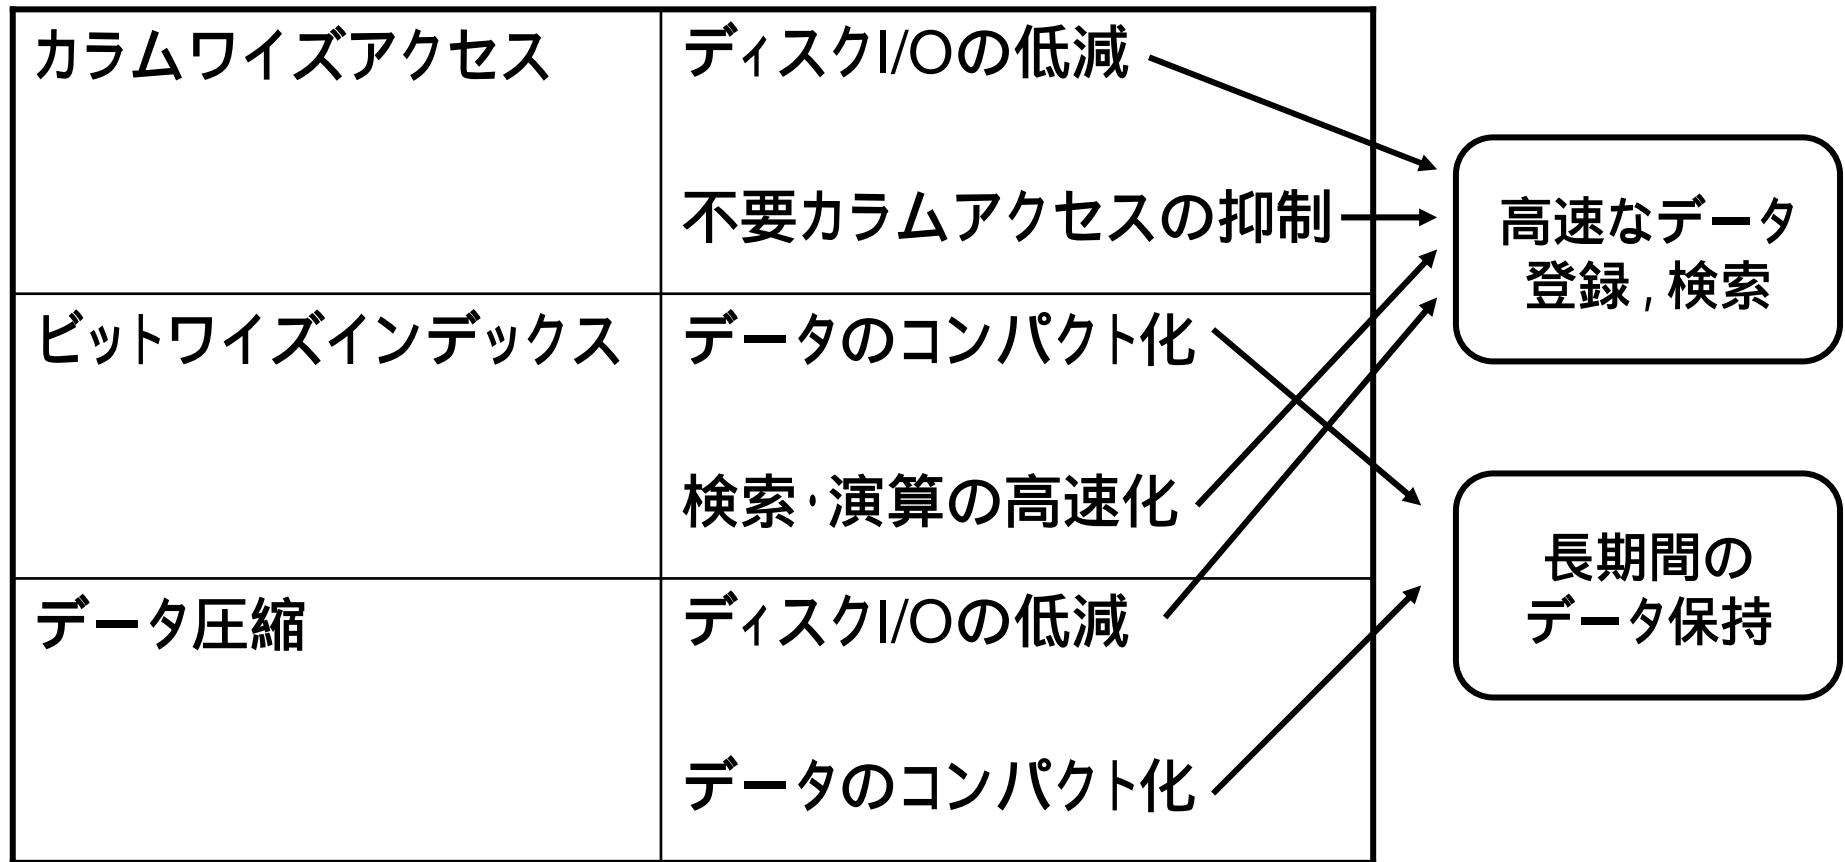 カラムワイズアクセス
ディスクI/Oの低減
不要カラムアクセスの抑制
ビットワイズインデックス
データのコンパクト化
検索・演算の高速化
データ圧縮
ディスクI/Oの低減
データのコンパクト化
高速なデータ
登録,検索
長期間の
データ保持